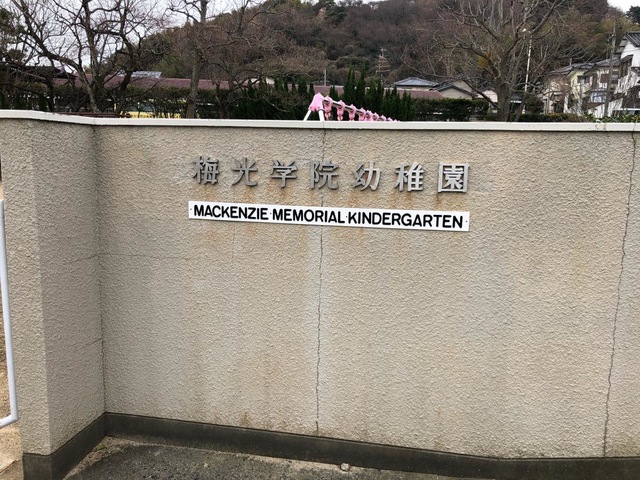 梅光学院幼稚園
MACKENZIE MEMORIAL KINDERGARTEN